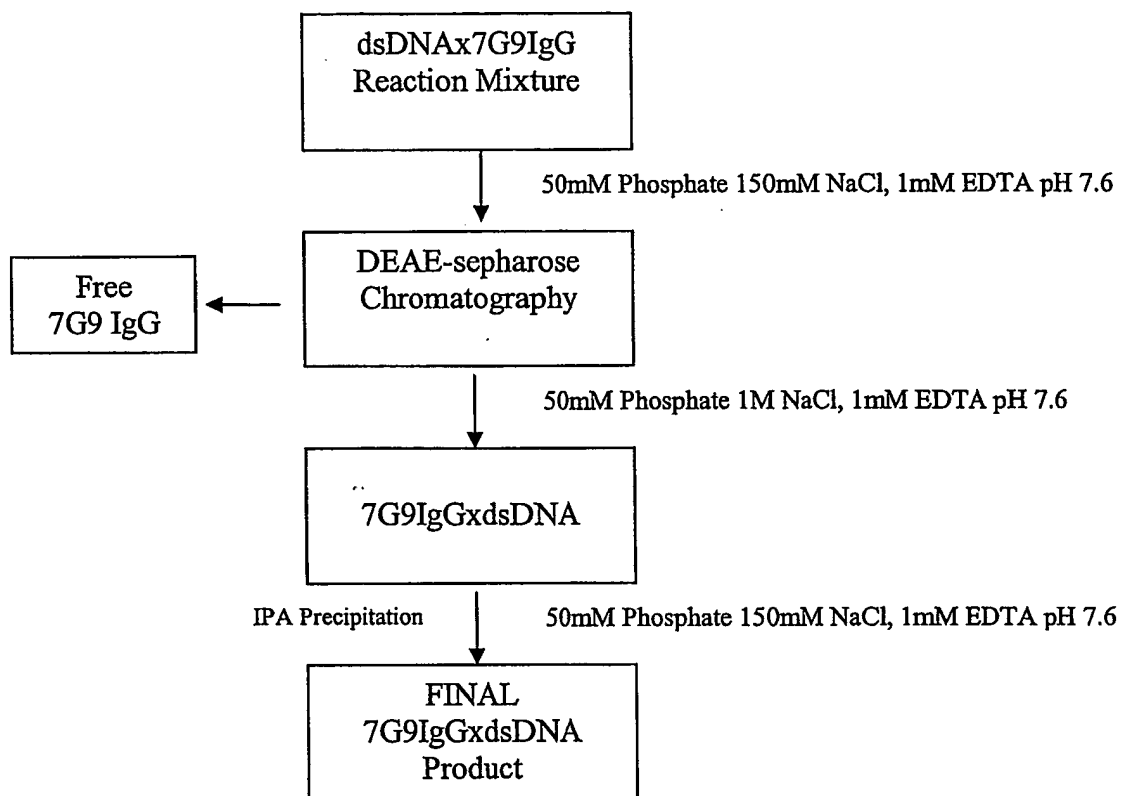 dsDNAx7G9IgG
Reaction Mixture
50mM Phosphate 150mM NaCl, 1mM EDTA pH 7.6
DEAE-sepharose
Chromatography
Free
7G9 IgG
50mM Phosphate 1M NaCl, 1mM EDTA pH 7.6
7G9IgGxdsDNA
IPA Precipitation
50mM Phosphate 150mM NaCl, 1mM EDTA pH 7.6
FINAL
7G9IgGxdsDNA
Product